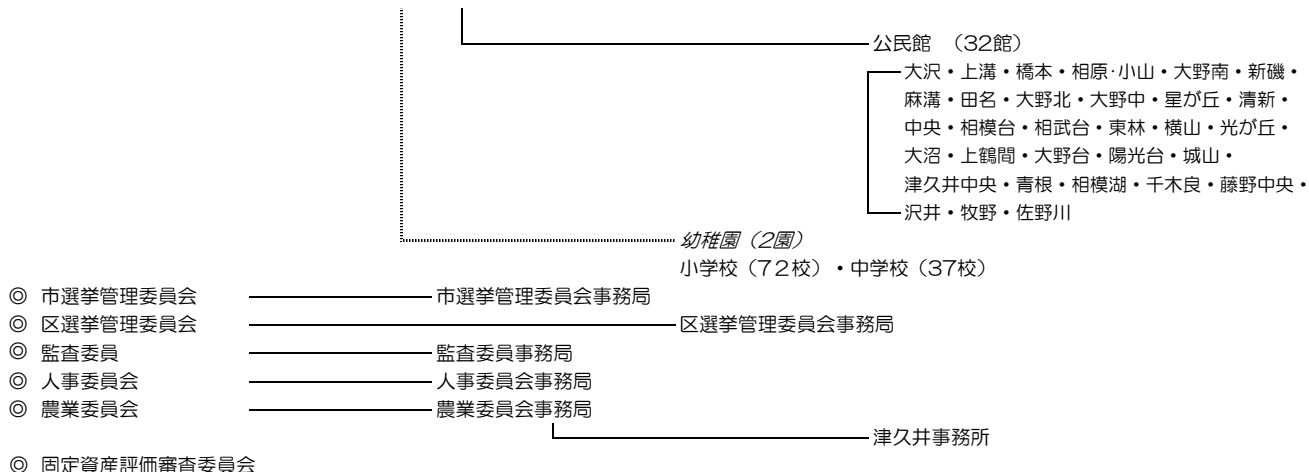 公民館 （32館）
大沢・上溝・橋本・相原・小山・大野南・新磯・
麻溝・田名・大野北・大野中・星が丘・清新・
中央・相模台・相武台・東林・横山・光が丘・
大沼・上鶴間・大野台・陽光台・城山・
津久井中央・青根・相模湖・千木良・藤野中央・
沢井・牧野・佐野川
幼稚園（2園）
小学校（72校）・中学校（37校）
◎ 市選挙管理委員会 市選挙管理委員会事務局
◎ 区選挙管理委員会 区選挙管理委員会事務局
◎ 監査委員 監査委員事務局
◎ 人事委員会 人事委員会事務局
◎ 農業委員会 農業委員会事務局
津久井事務所
◎ 固定資産評価審査委員会